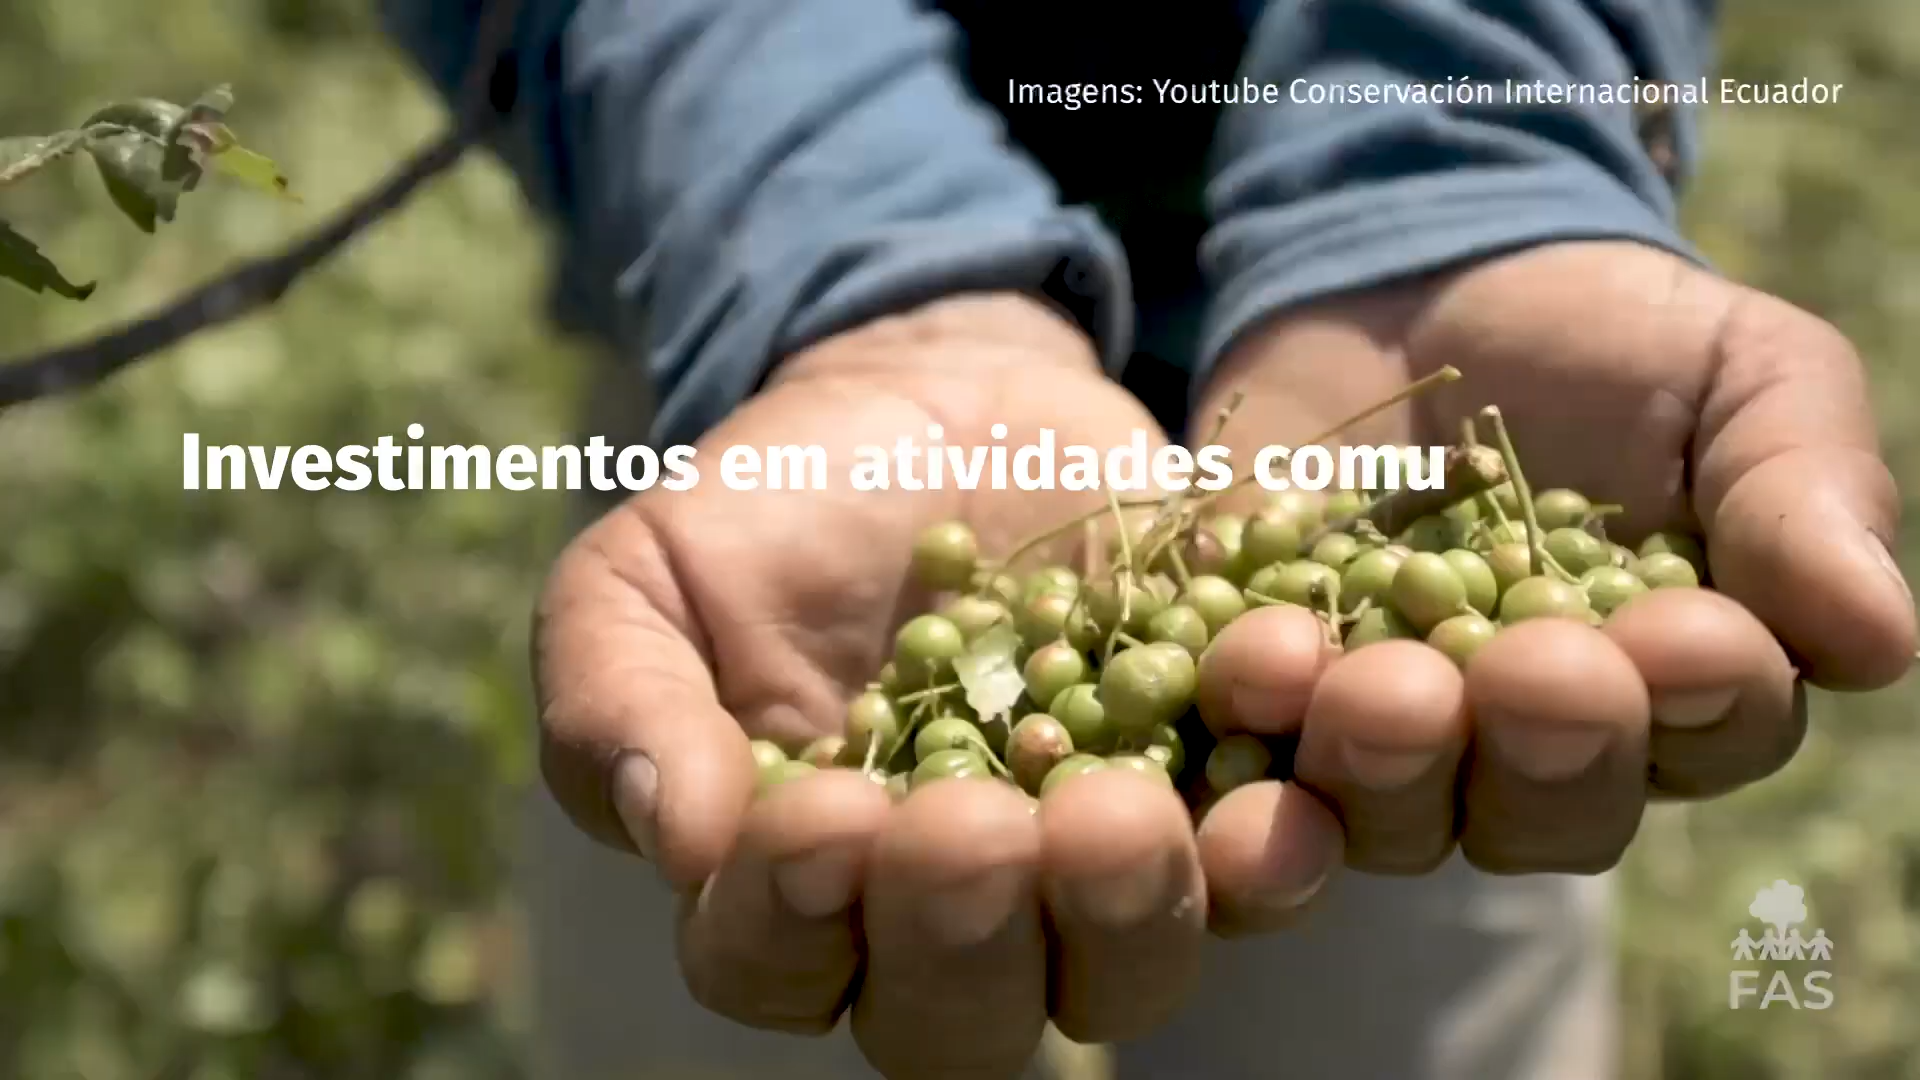 Imagens: Youtube Conservación Internacional Ecuador
Investimentos em atividades comu
FAS